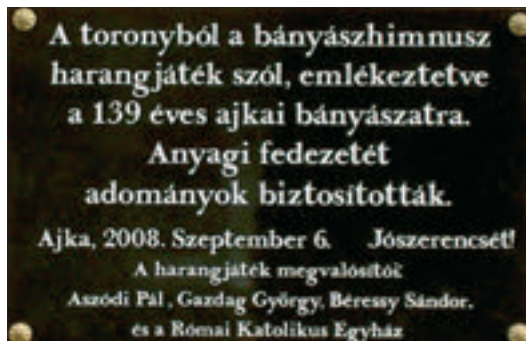 A toronyból a bányászhimnusz
harangjáték szól, emlékeztetve
a 139 éves ajkai bányászatra.
Anyagi fedezetét
adományok biztosították.
Ajka, 2008. Szeptember 6. Jószerencsét!
A harangjáték megvalósítói:
Aszódi Pál, Gazdag György, Béressy Sándor,
és a Római Katolikus Egyház